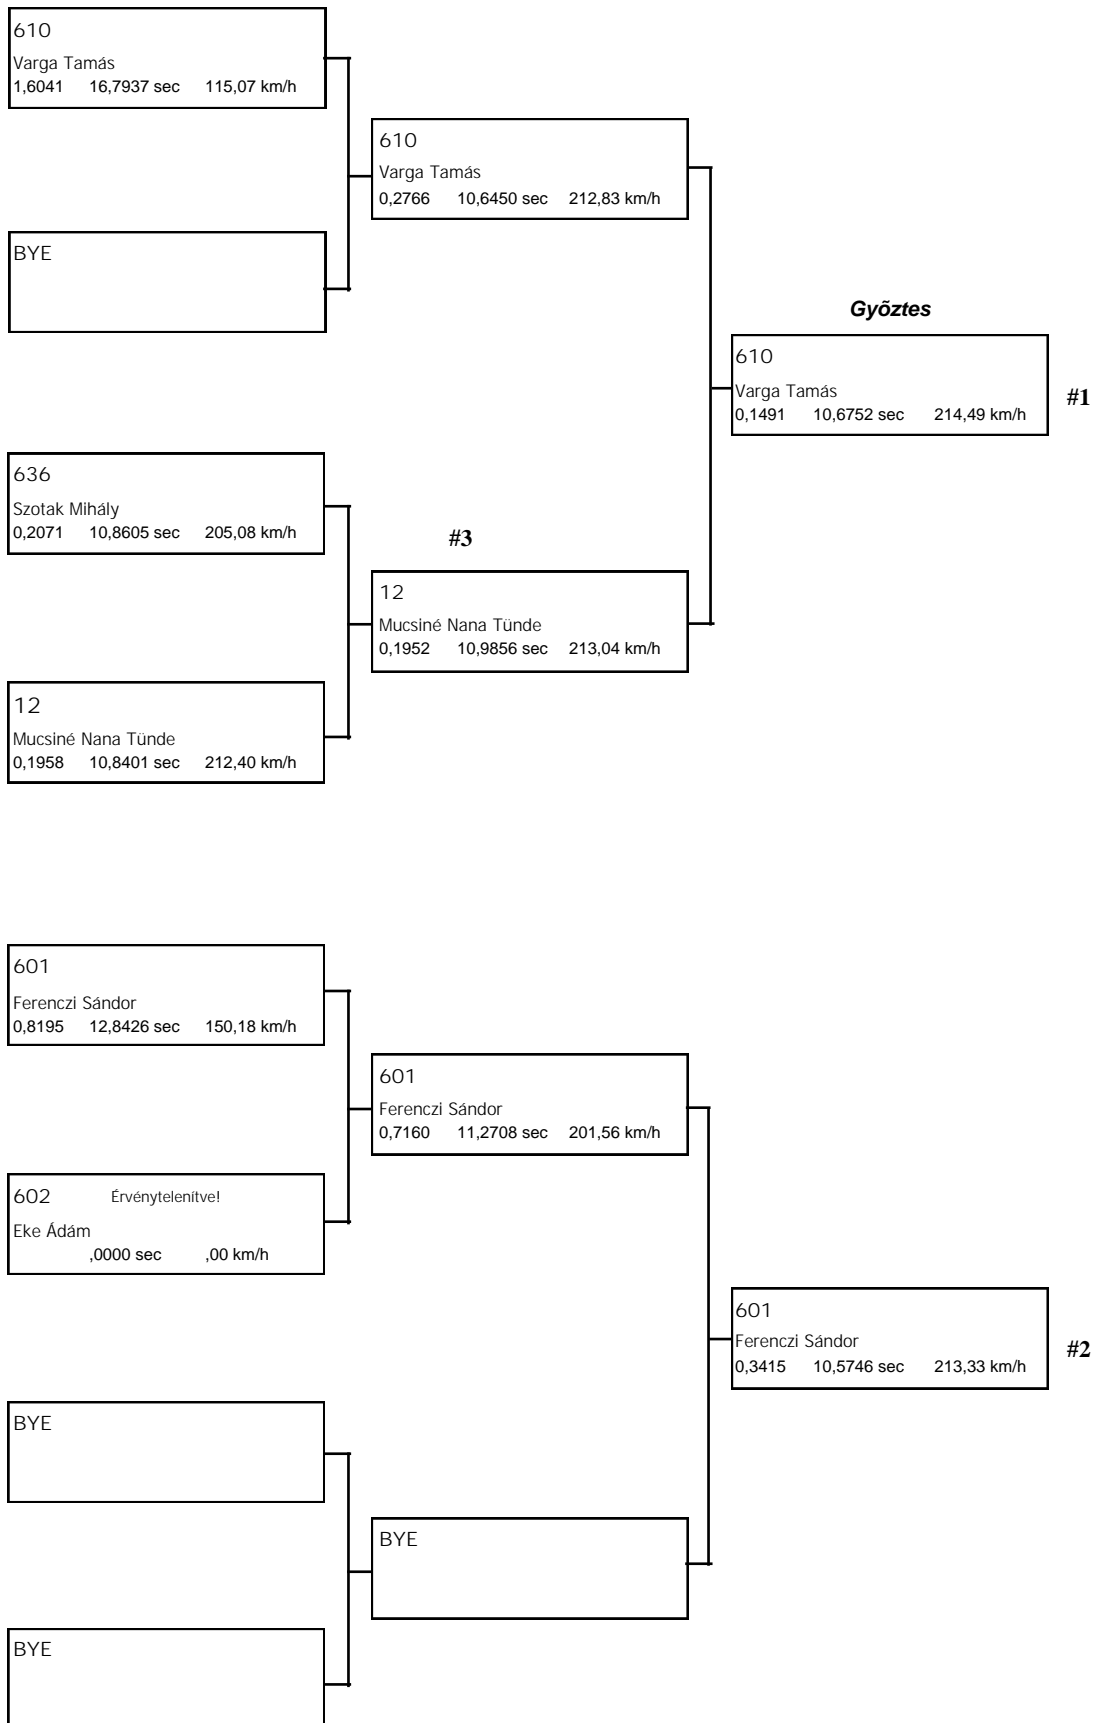 610
Varga Tamás
1,6041 16,7937 sec 115,07 km/h
610
Varga Tamás
0,2766 10,6450 sec 212,83 km/h
BYE
Gyõztes
610
Varga Tamás
0,1491 10,6752 sec 214,49 km/h
#1
636
Szotak Mihály
0,2071 10,8605 sec 205,08 km/h
#3
12
Mucsiné Nana Tünde
0,1952 10,9856 sec 213,04 km/h
12
Mucsiné Nana Tünde
0,1958 10,8401 sec 212,40 km/h
601
Ferenczi Sándor
0,8195 12,8426 sec 150,18 km/h
601
Ferenczi Sándor
0,7160 11,2708 sec 201,56 km/h
602 Érvénytelenítve!
Eke Ádám
,0000 sec ,00 km/h
601
Ferenczi Sándor
0,3415 10,5746 sec 213,33 km/h
#2
BYE
BYE
BYE